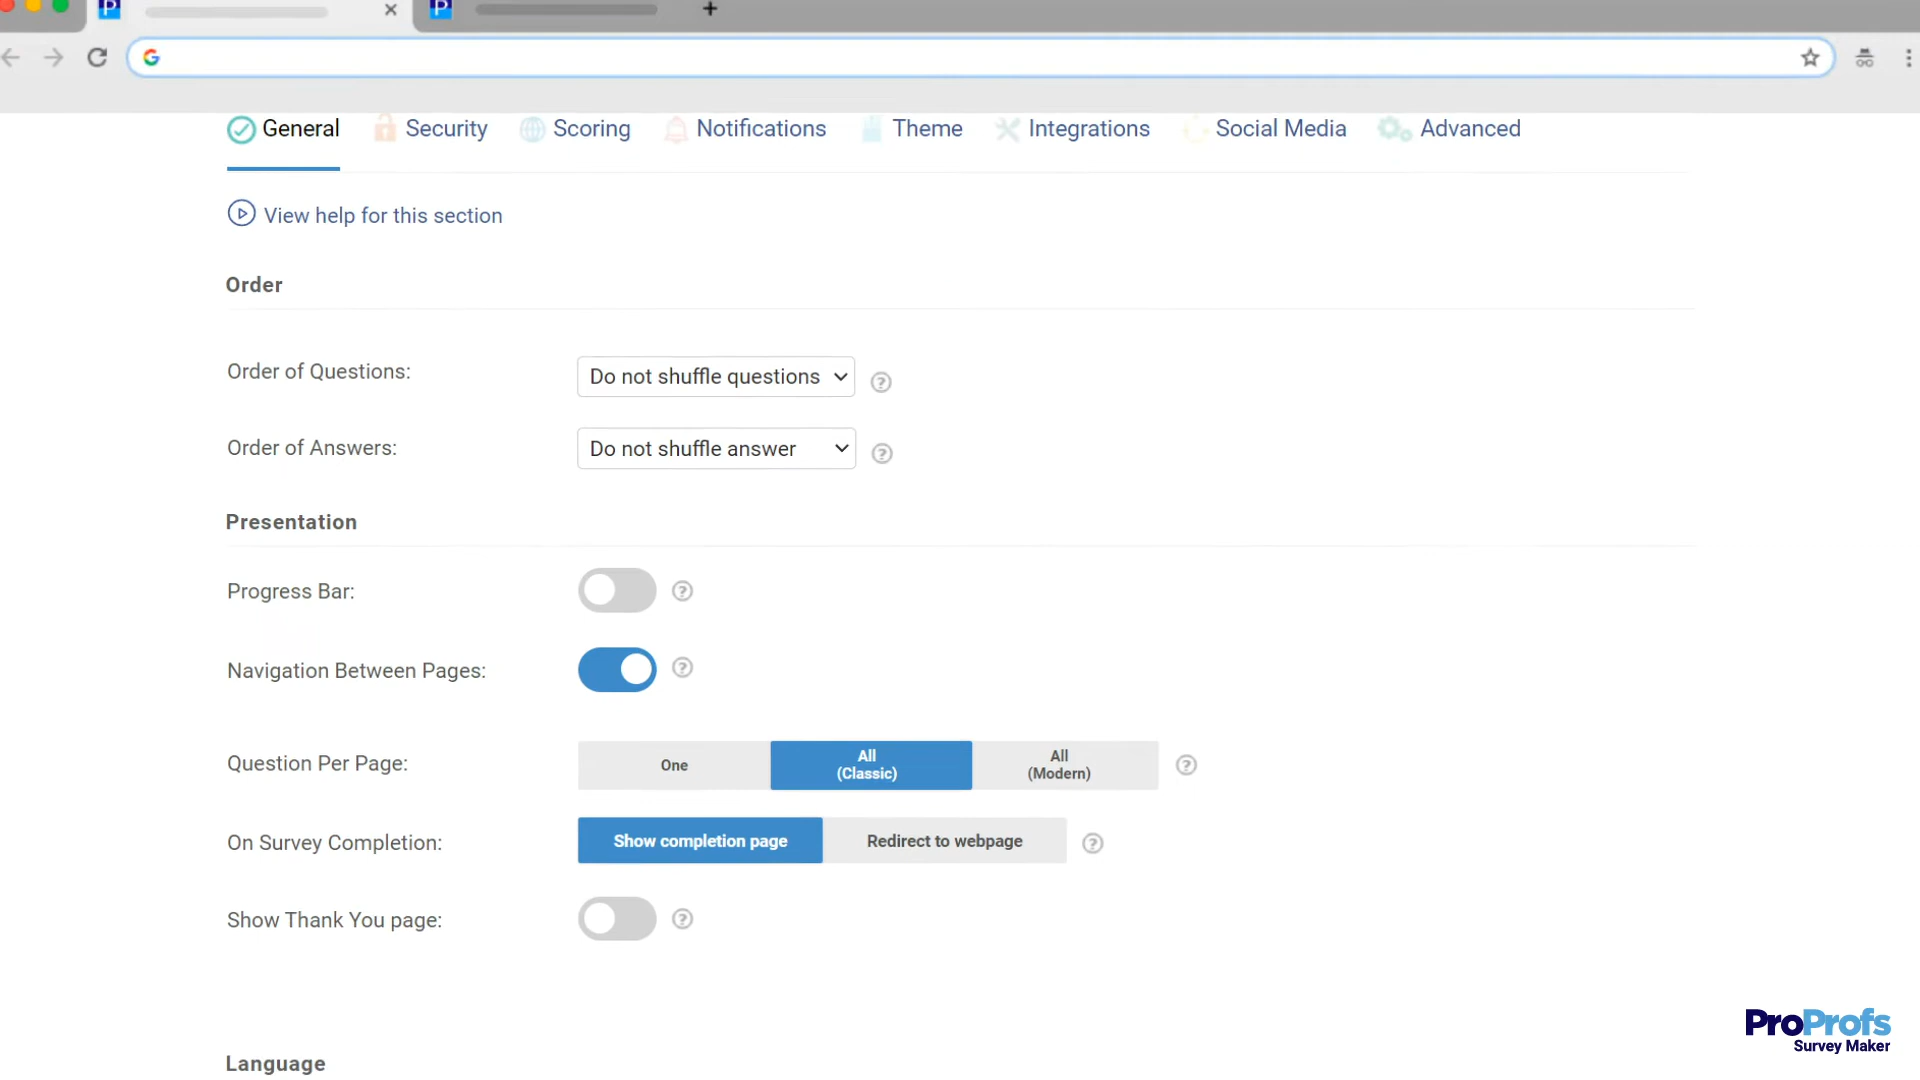 General Security Scoring Notifications Theme Integrations Social Media Advanced
View help for this section
Order
Order of Questions: Do not shuffle questions
Order of Answers: Do not shuffle answer
Presentation
Progress Bar:
Navigation Between Pages:
Question Per Page: One All (Classic) All (Modern)
On Survey Completion: Show completion page Redirect to webpage
Show Thank You page:
ProProfs
Survey Maker
Language